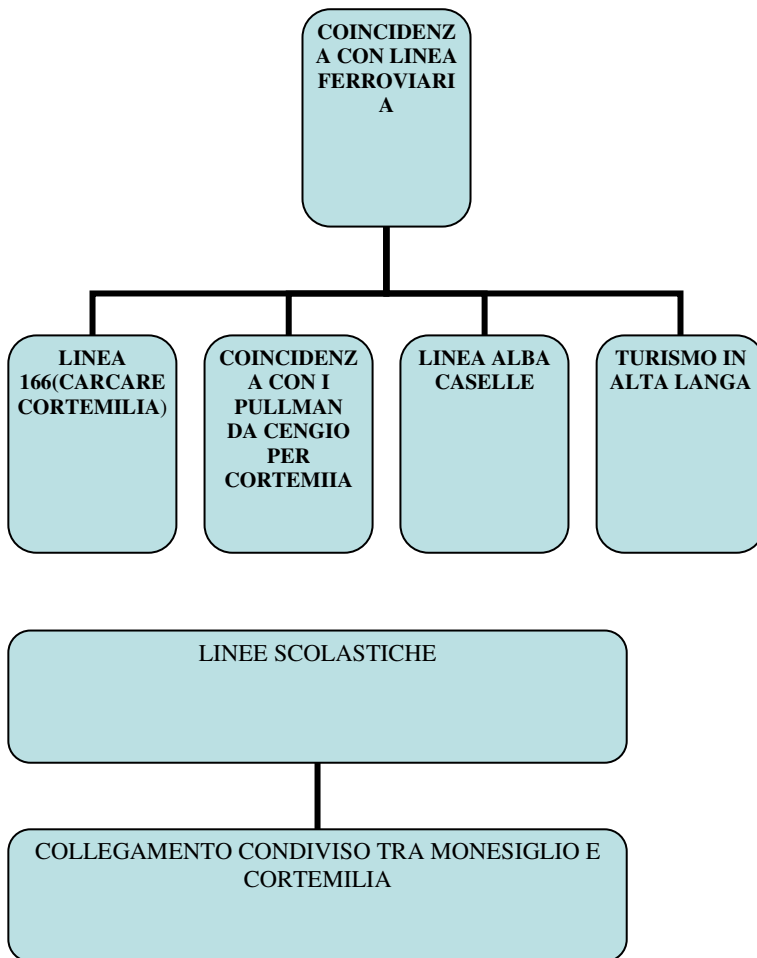 COINCIDENZ
A CON LINEA
FERROVIARI
A
LINEA
166(CARCARE
CORTEMILIA)
COINCIDENZ
A CON I
PULLMAN
DA CENGIO
PER
CORTEMIIA
LINEA ALBA
CASELLE
TURISMO IN
ALTA LANGA
LINEE SCOLASTICHE
COLLEGAMENTO CONDIVISO TRA MONESIGLIO E
CORTEMILIA